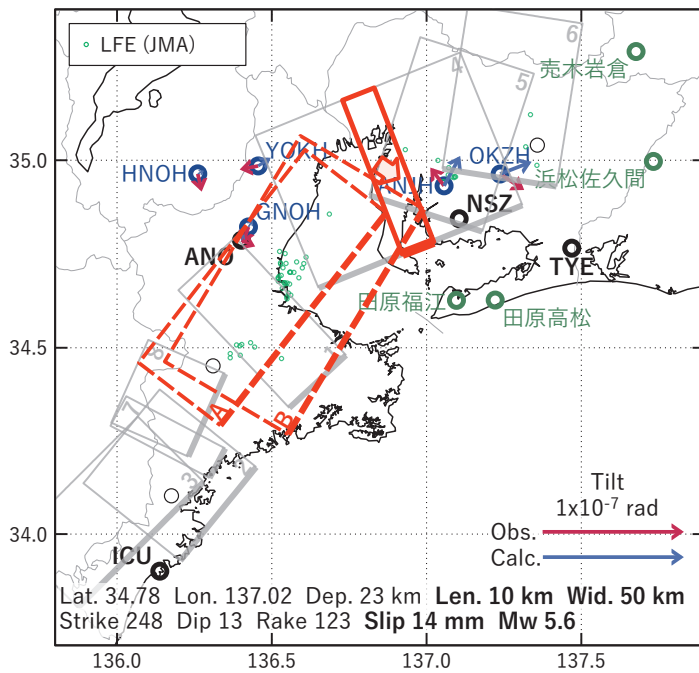 LFE (JMA)
6
売木岩倉
4
5
35.0
YOKH
OKZH
HNOH
ANJH
浜松佐久間
GNOH
NSZ
ANO
TYE
田原福江
田原高松
34.5
1
8
7
A
B
3
2
Tilt
1x10⁻⁷ rad
34.0
Obs.
Calc.
ICU
Lat. 34.78 Lon. 137.02 Dep. 23 km Len. 10 km Wid. 50 km
Strike 248 Dip 13 Rake 123 Slip 14 mm Mw 5.6
136.0 136.5 137.0 137.5